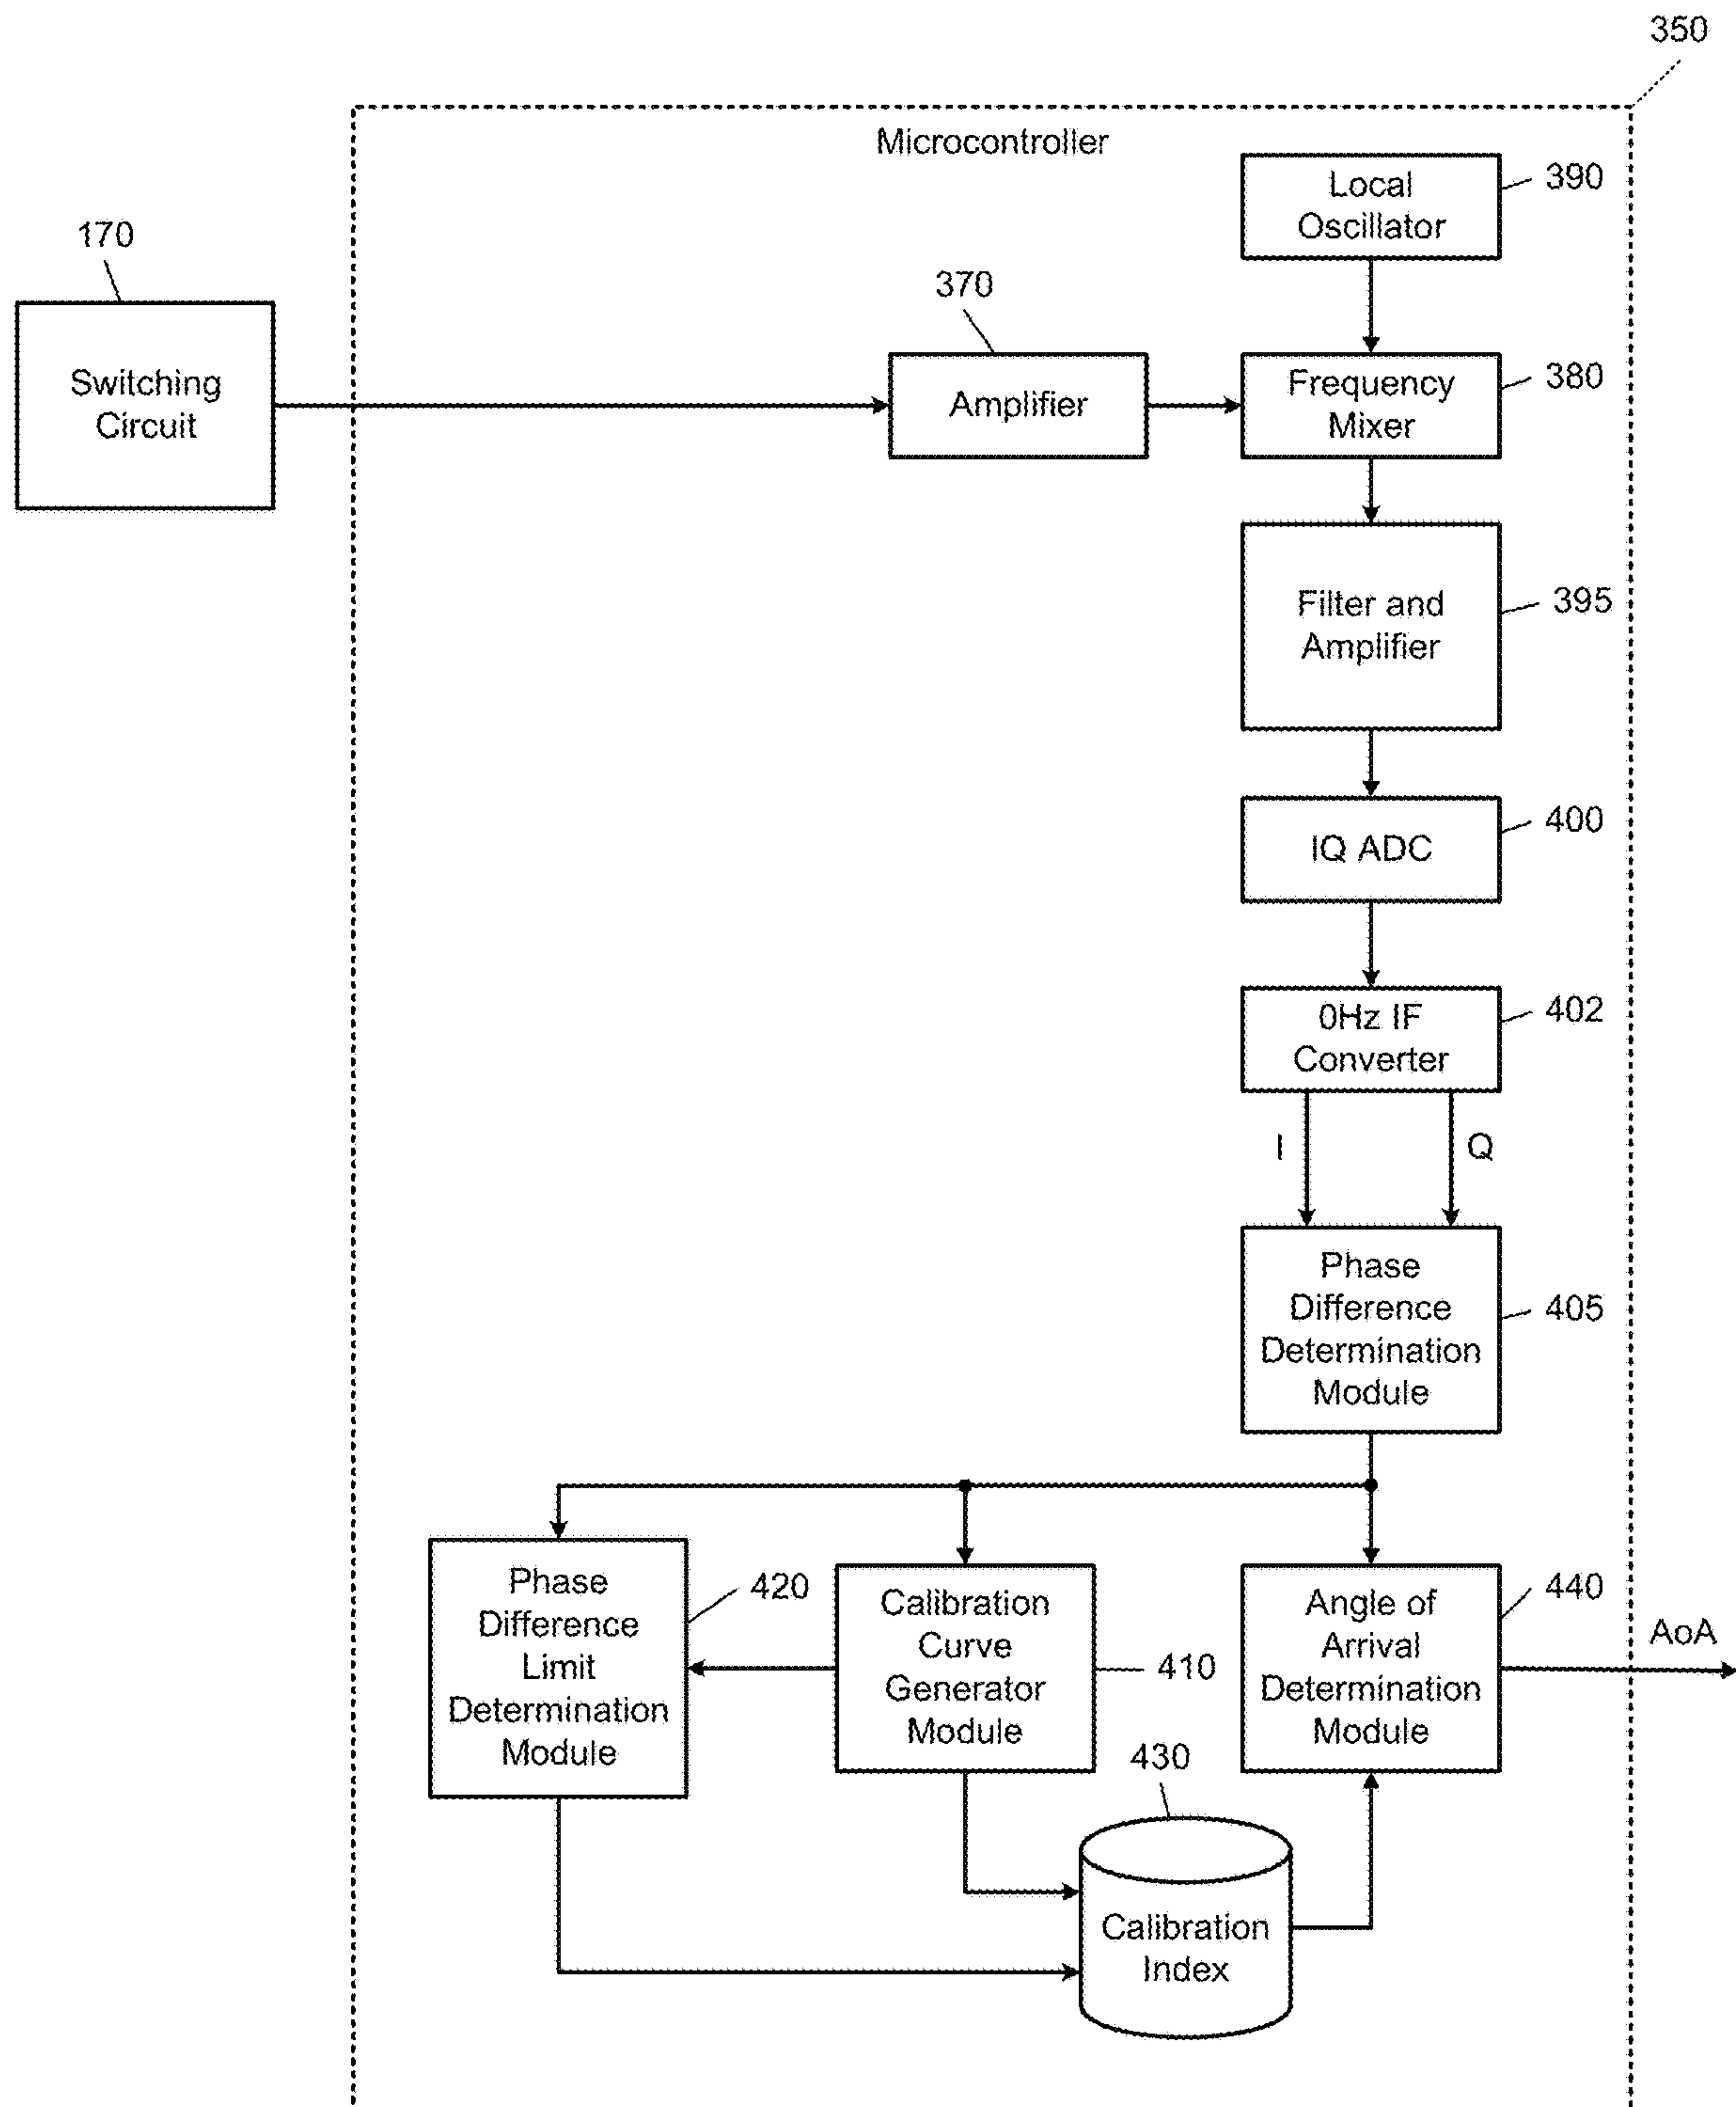 350
Microcontroller
Local
Oscillator
390
170
370
Switching
Circuit
Amplifier
Frequency
Mixer
380
Filter and
Amplifier
395
IQ ADC
400
0Hz IF
Converter
402
I
Q
Phase
Difference
Determination
Module
405
Phase
Difference
Limit
Determination
Module
420
Calibration
Curve
Generator
Module
410
Angle of
Arrival
Determination
Module
440
AoA
430
Calibration
Index